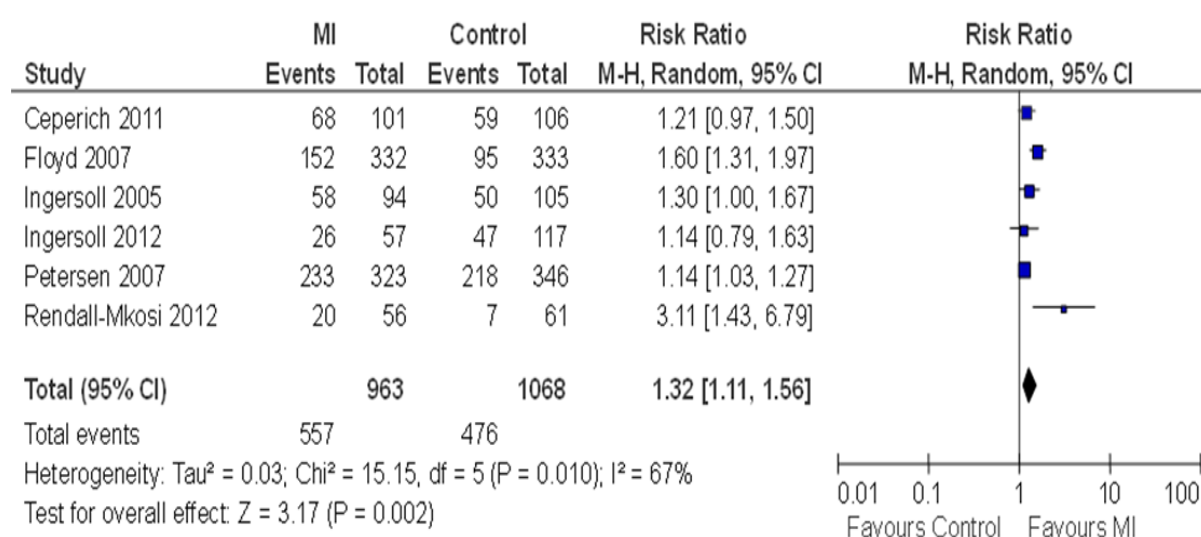 MI Control Risk Ratio Risk Ratio
Study Events Total Events Total M-H, Random, 95% CI M-H, Random, 95% CI
Ceperich 2011 68 101 59 106 1.21 [0.97, 1.50]
Floyd 2007 152 332 95 333 1.60 [1.31, 1.97]
Ingersoll 2005 58 94 50 105 1.30 [1.00, 1.67]
Ingersoll 2012 26 57 47 117 1.14 [0.79, 1.63]
Petersen 2007 233 323 218 346 1.14 [1.03, 1.27]
Rendall-Mkosi 2012 20 56 7 61 3.11 [1.43, 6.79]
Total (95% CI) 963 1068 1.32 [1.11, 1.56]
Total events 557 476
Heterogeneity: Tau² = 0.03; Chi² = 15.15, df = 5 (P = 0.010); I² = 67%
Test for overall effect: Z = 3.17 (P = 0.002)
0.01 0.1 1 10 100
Favours Control Favours MI